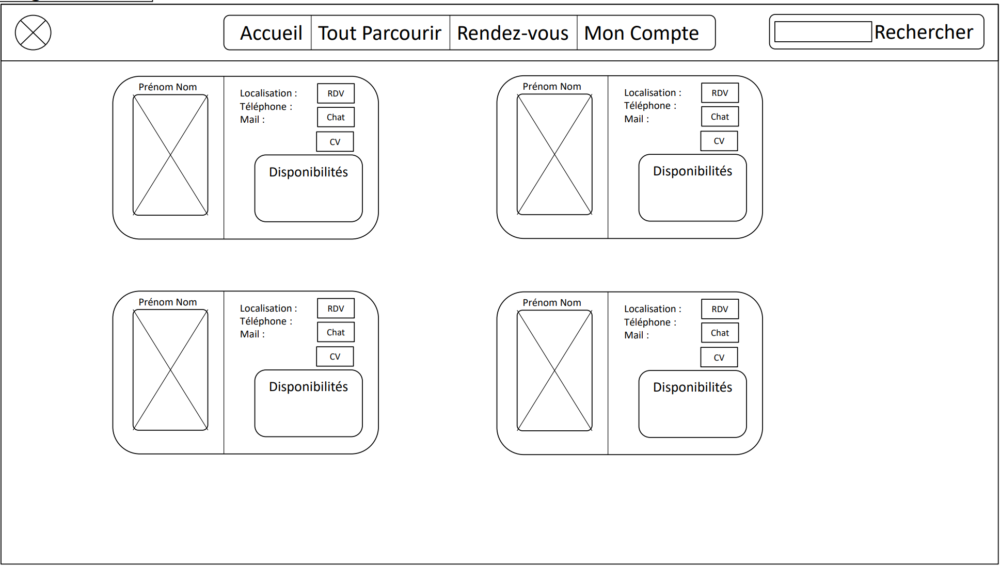 Accueil
Tout Parcourir
Rendez-vous
Mon Compte
Rechercher
Prénom Nom
Localisation :
Téléphone :
Mail :
RDV
Chat
CV
Disponibilités
Prénom Nom
Localisation :
Téléphone :
Mail :
RDV
Chat
CV
Disponibilités
Prénom Nom
Localisation :
Téléphone :
Mail :
RDV
Chat
CV
Disponibilités
Prénom Nom
Localisation :
Téléphone :
Mail :
RDV
Chat
CV
Disponibilités